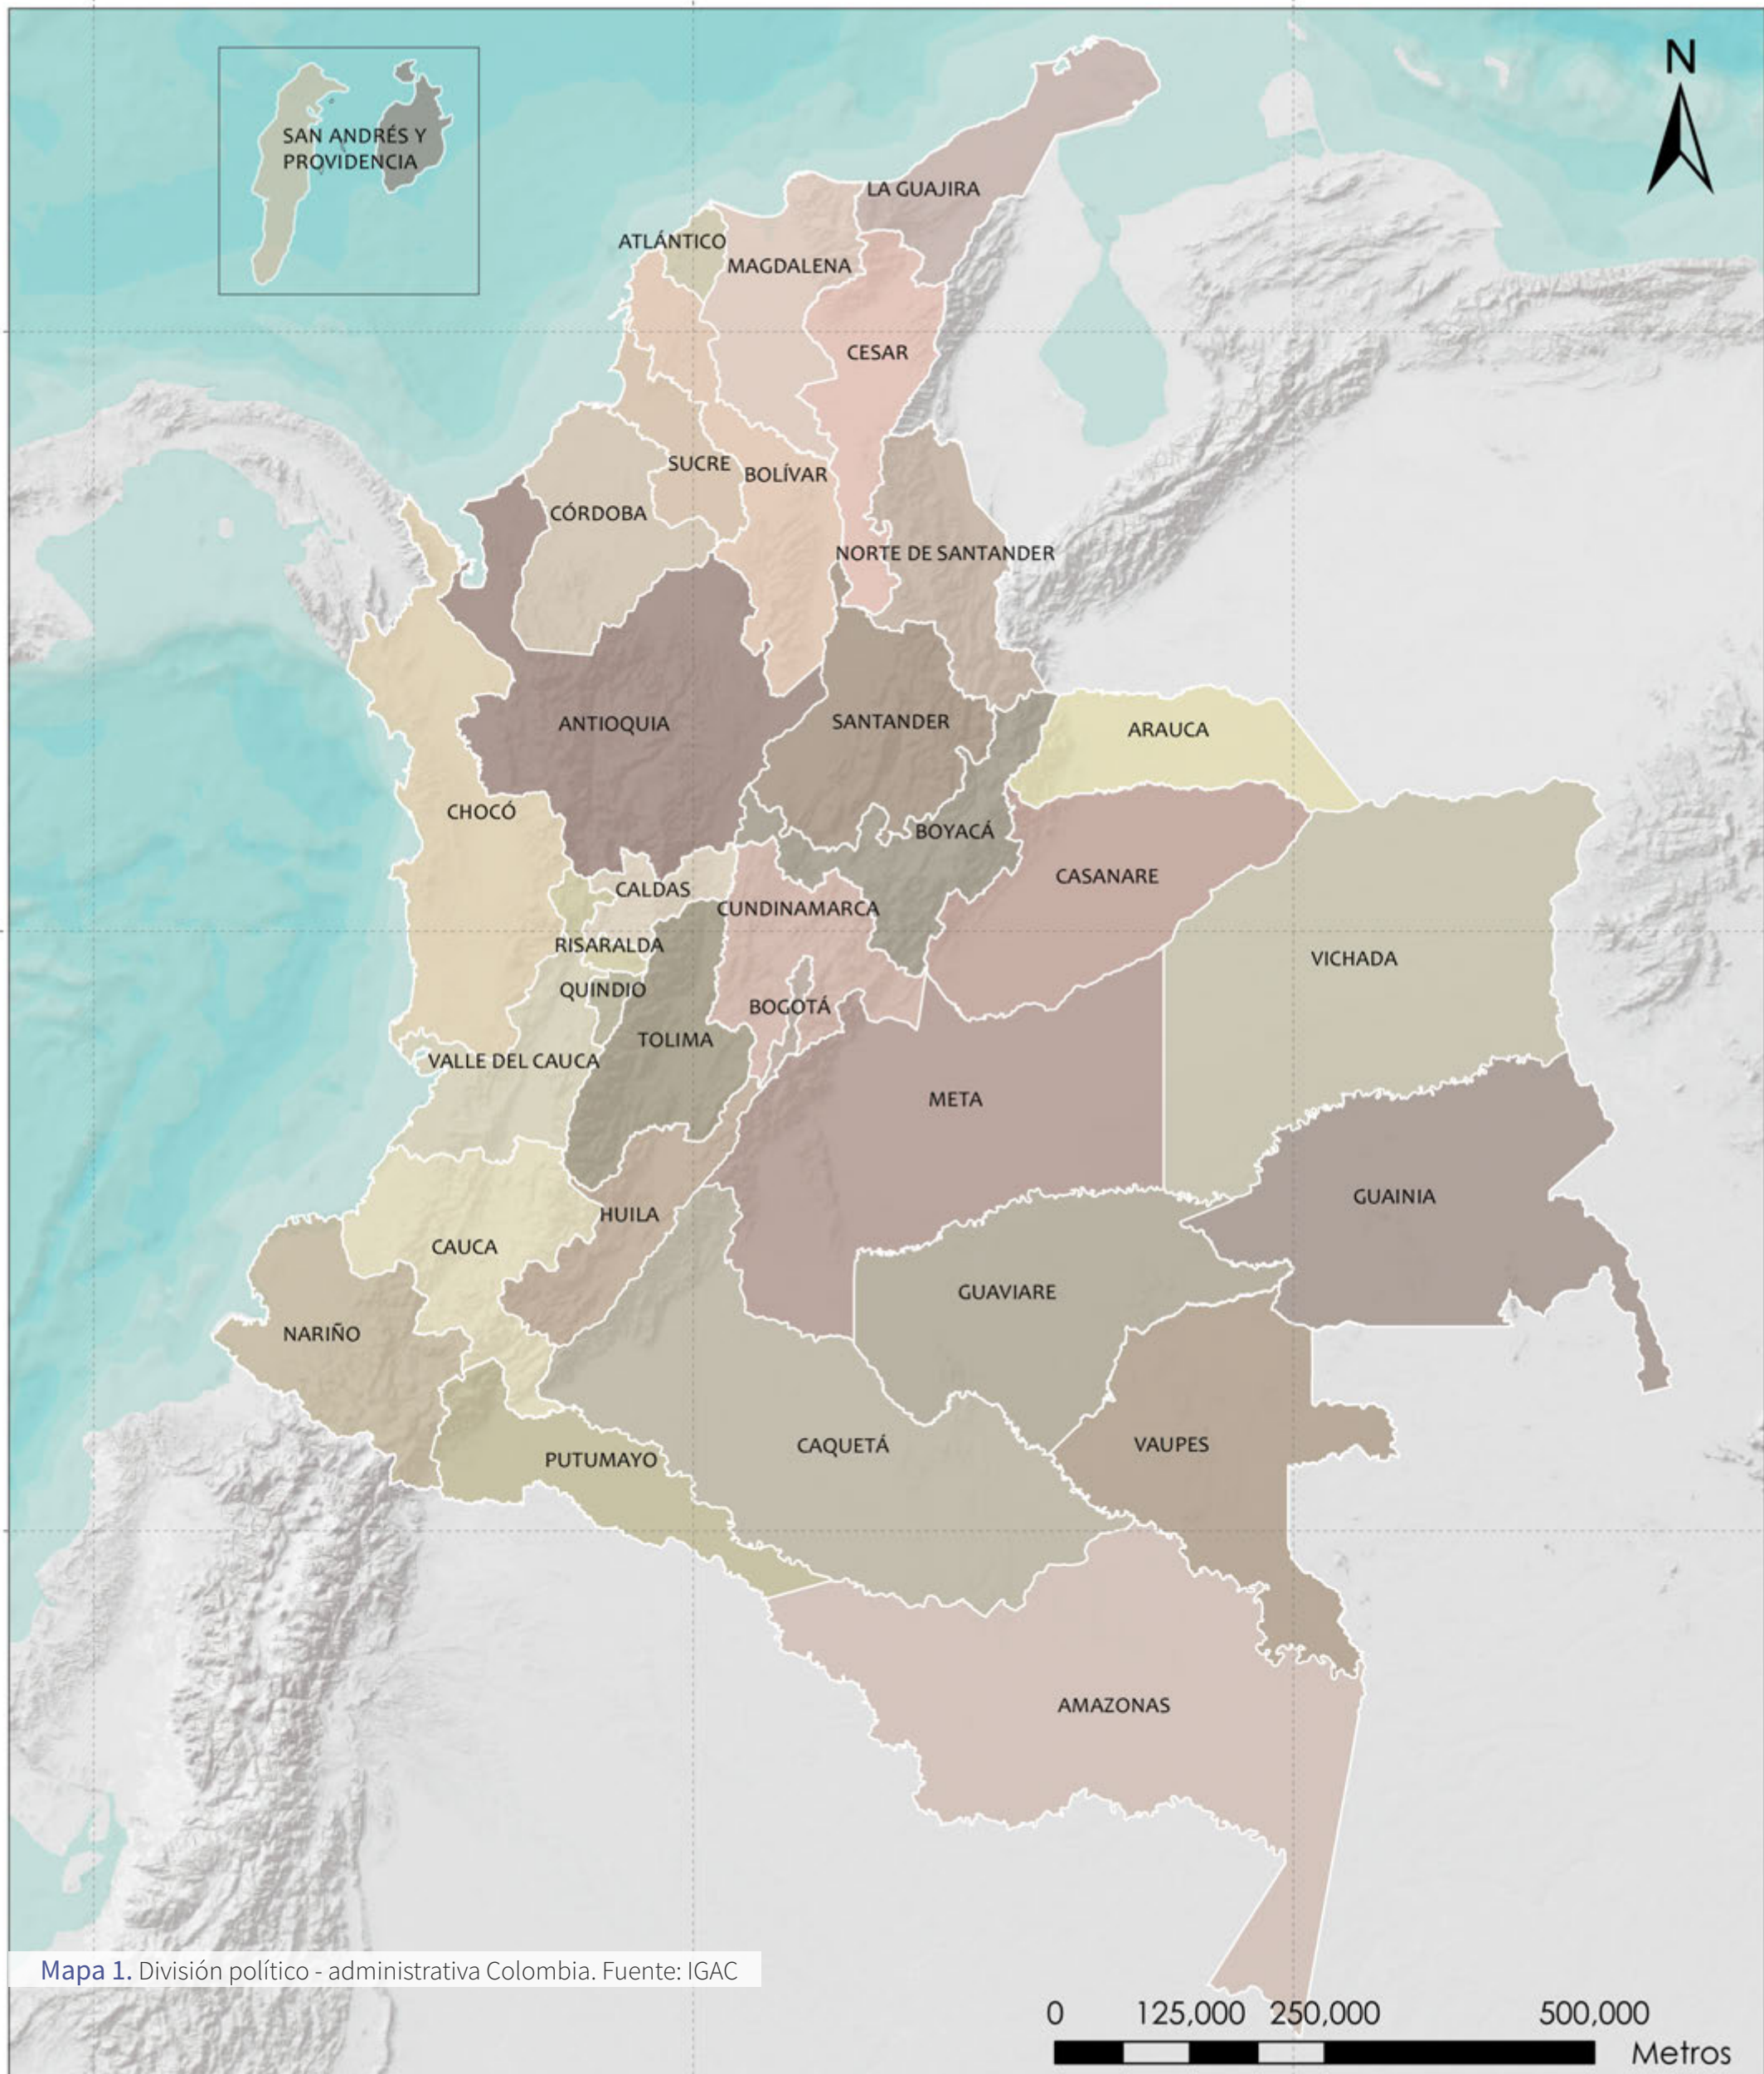 N
SAN ANDRÉS Y
PROVIDENCIA
LA GUAJIRA
ATLÁNTICO
MAGDALENA
CESAR
SUCRE
BOLÍVAR
CÓRDOBA
NORTE DE SANTANDER
ANTIOQUIA
SANTANDER
ARAUCA
CHOCÓ
BOYACÁ
CASANARE
CALDAS
CUNDINAMARCA
RISARALDA
VICHADA
QUINDIO
BOGOTÁ
TOLIMA
VALLE DEL CAUCA
META
GUAINIA
HUILA
CAUCA
GUAVIARE
NARIÑO
CAQUETÁ
VAUPES
PUTUMAYO
AMAZONAS
Mapa 1. División político - administrativa Colombia. Fuente: IGAC
0 125,000 250,000 500,000
Metros